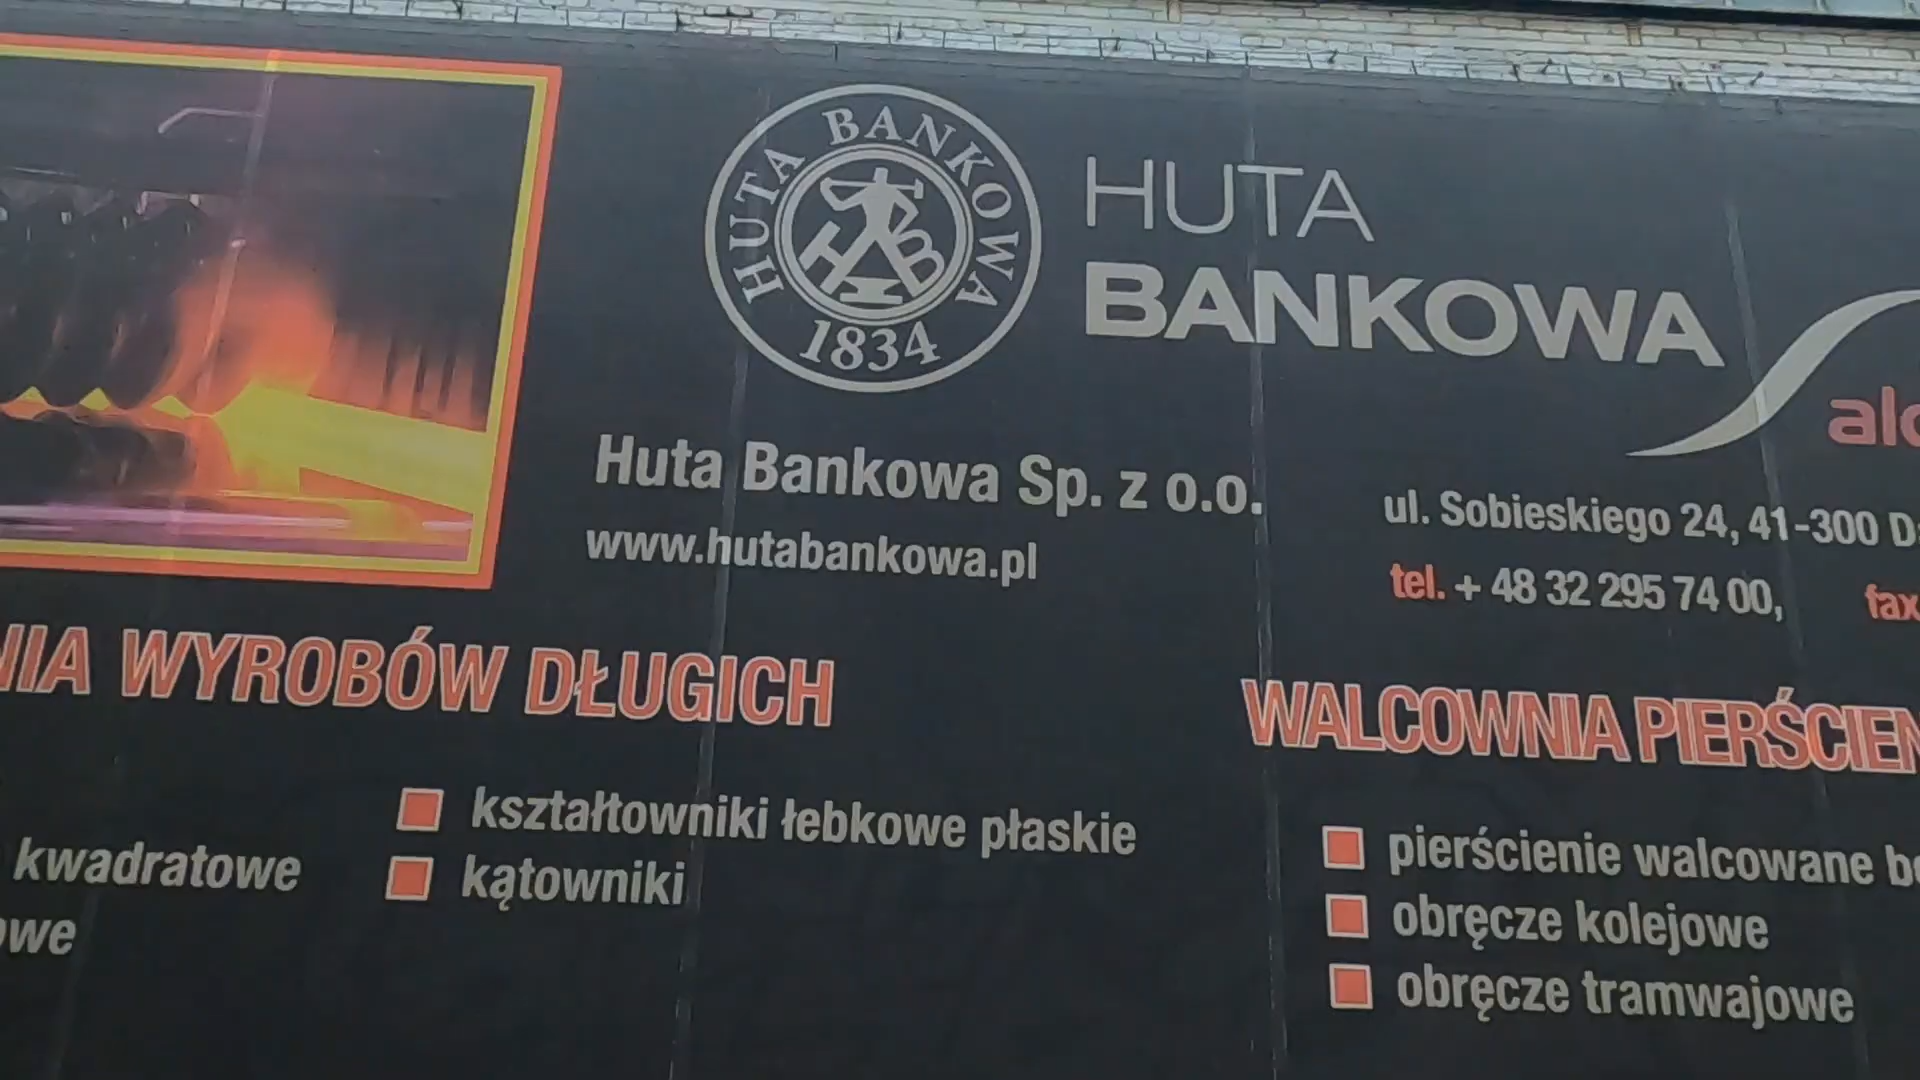 HUTA BANKOWA
HB
1834
HUTA
BANKOWA
Huta Bankowa Sp. z o.o.
www.hutabankowa.pl
ul. Sobieskiego 24, 41-300
tel. + 48 32 295 74 00, fax
WYROBÓW DŁUGICH
WALCOWNIA
kształtowniki łebkowe płaskie
kwadratowe
kątowniki
pierścienie walcowane
obręcze kolejowe
obręcze tramwajowe